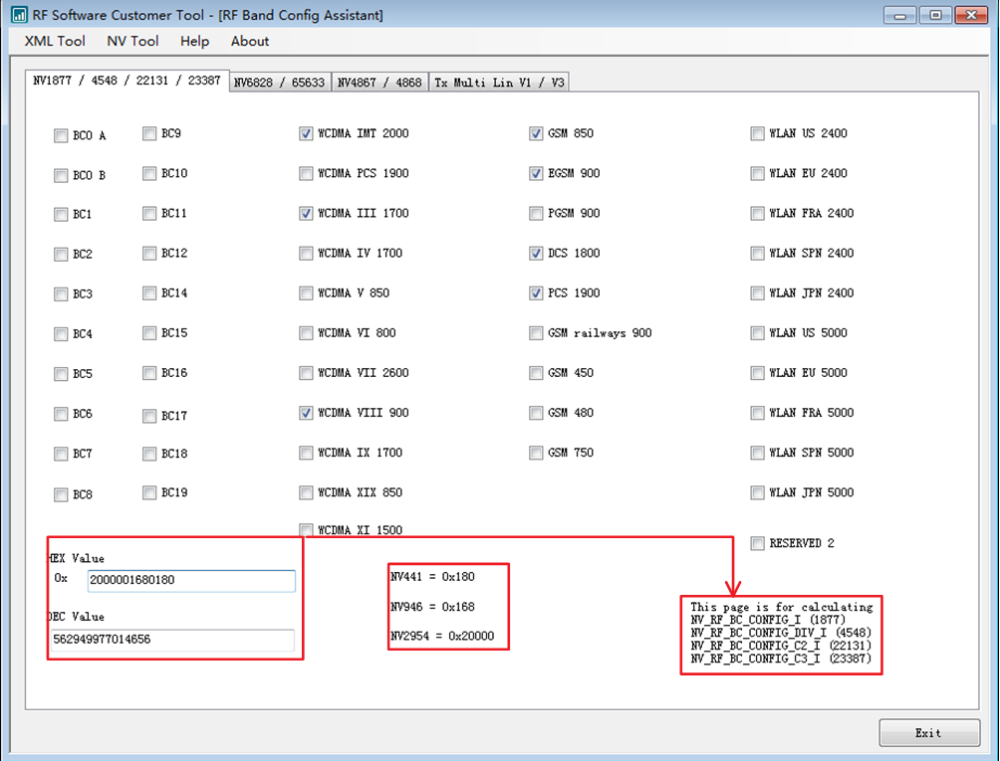 RF Software Customer Tool - [RF Band Config Assistant]
XML Tool NV Tool Help About
NV1877 / 4548 / 22131 / 23387 NV6828 / 65633 NV4867 / 4868 Tx Multi Lin V1 / V3
BC0 A BC9 WCDMA IMT 2000 GSM 850 WLAN US 2400
BC0 B BC10 WCDMA PCS 1900 EGSM 900 WLAN EU 2400
BC1 BC11 WCDMA III 1700 PGSM 900 WLAN FRA 2400
BC2 BC12 WCDMA IV 1700 DCS 1800 WLAN SPN 2400
BC3 BC14 WCDMA V 850 PCS 1900 WLAN JPN 2400
BC4 BC15 WCDMA VI 800 GSM railways 900 WLAN US 5000
BC5 BC16 WCDMA VII 2600 GSM 450 WLAN EU 5000
BC6 BC17 WCDMA VIII 900 GSM 480 WLAN FRA 5000
BC7 BC18 WCDMA IX 1700 GSM 750 WLAN SPN 5000
BC8 BC19 WCDMA XIX 850 WLAN JPN 5000
WCDMA XI 1500
RESERVED 2
HEX Value
0x 2000001680180
DEC Value
562949977014656
NV441 = 0x180
NV946 = 0x168
NV2954 = 0x20000
This page is for calculating
NV_RF_BC_CONFIG_I (1877)
NV_RF_BC_CONFIG_DIV_I (4548)
NV_RF_BC_CONFIG_C2_I (22131)
NV_RF_BC_CONFIG_C3_I (23387)
Exit